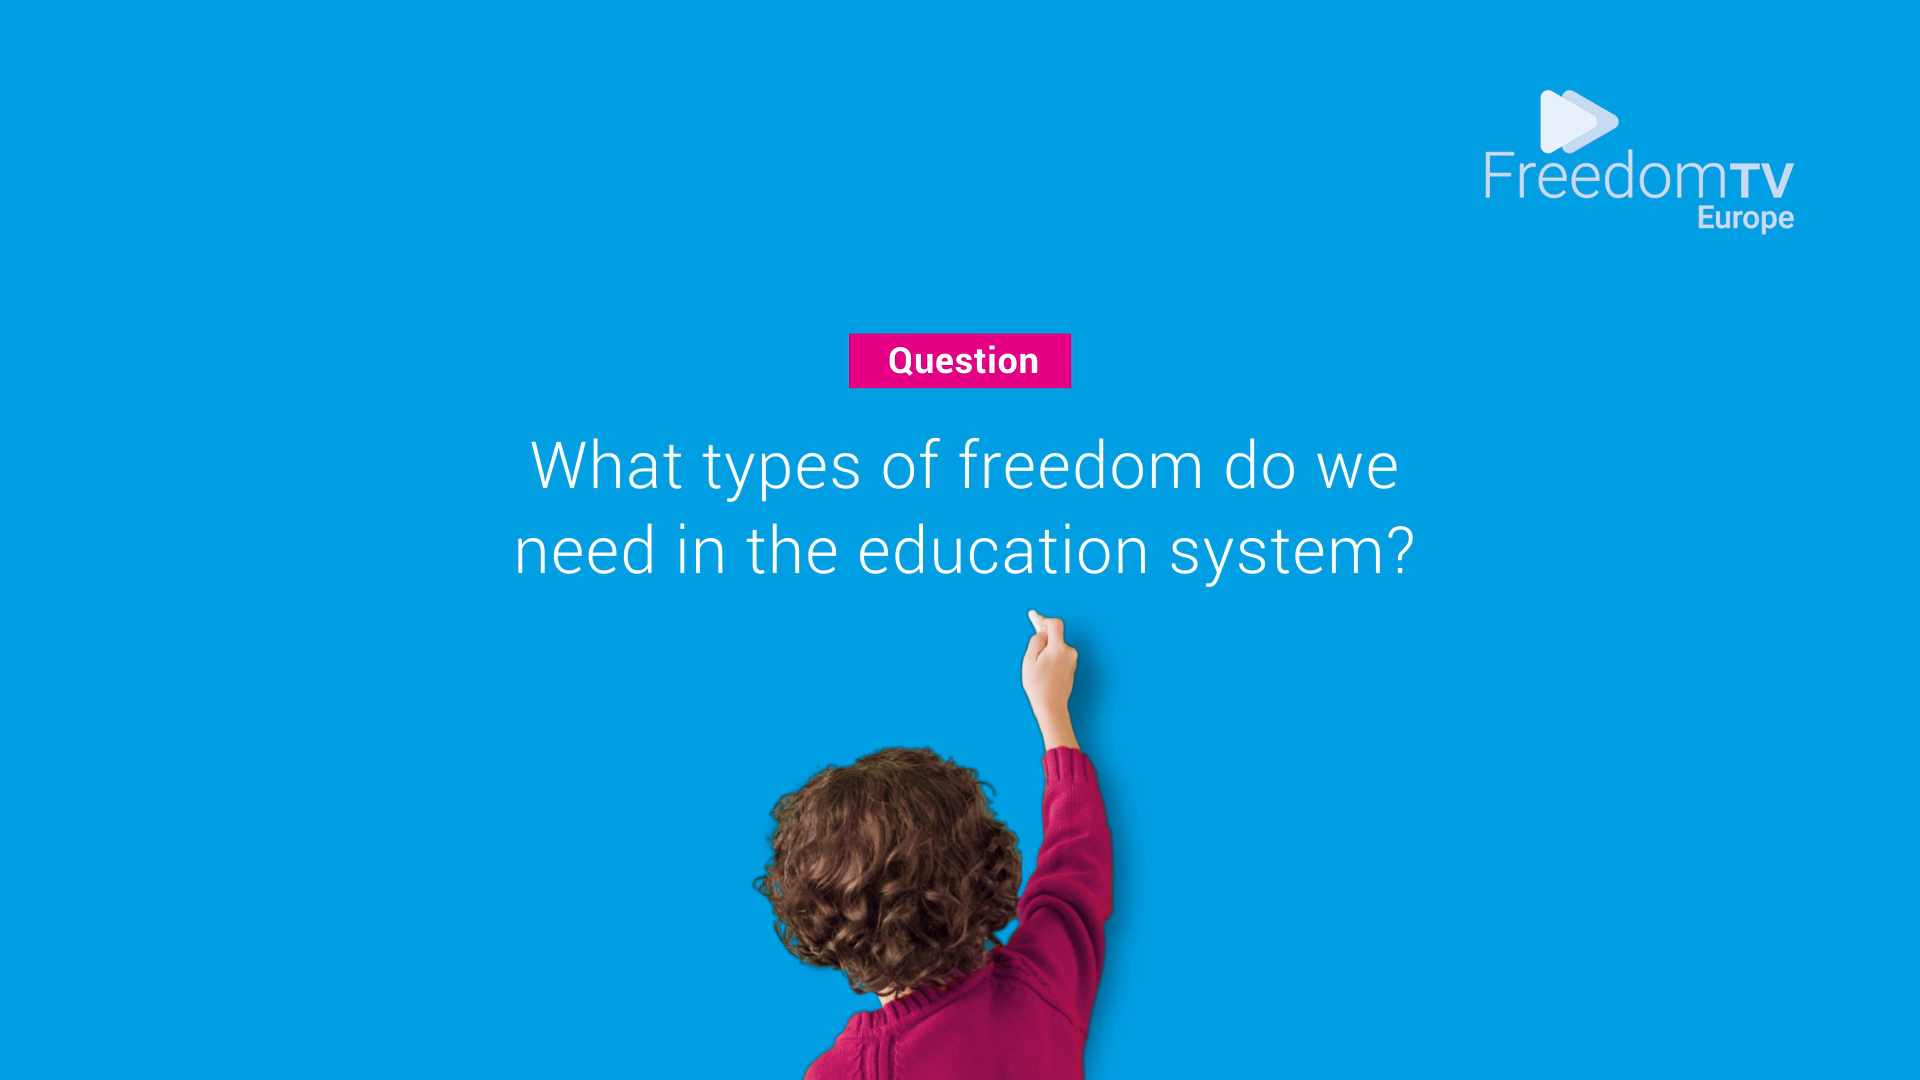 FreedomTV
Europe
Question
What types of freedom do we
need in the education system?